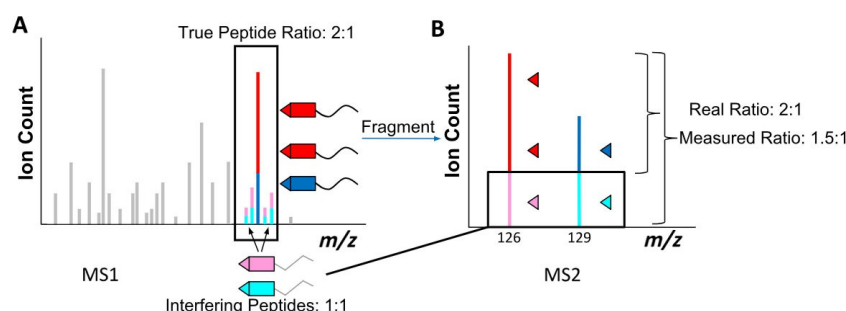 A
True Peptide Ratio: 2:1
Ion Count
m/z
MS1
Interfering Peptides: 1:1
Fragment
B
Ion Count
Real Ratio: 2:1
Measured Ratio: 1.5:1
126
129
m/z
MS2